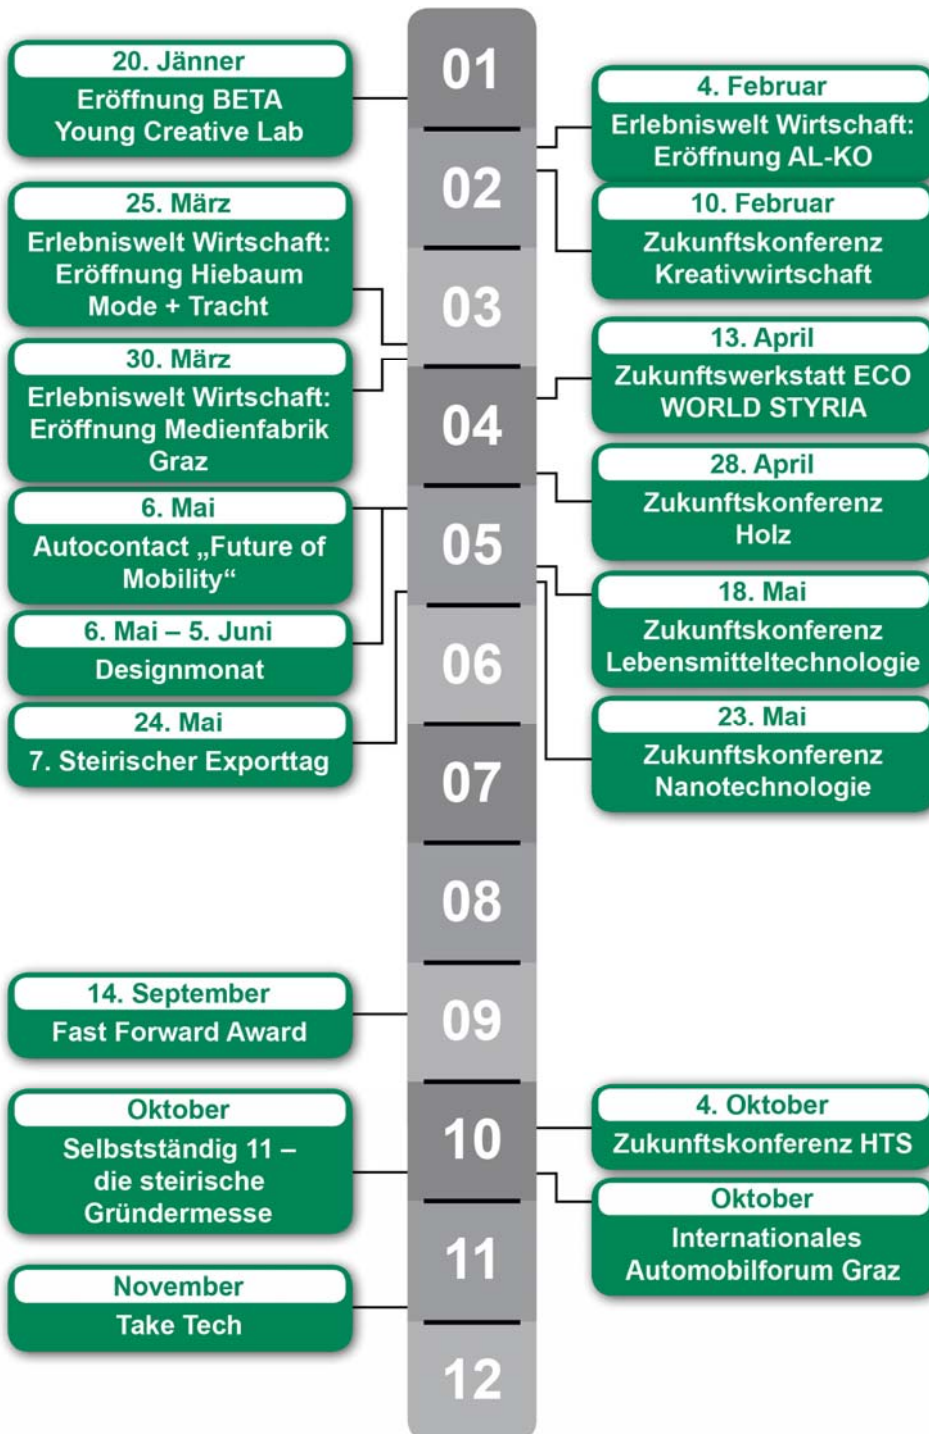 01
02
03
04
05
06
07
08
09
10
11
12
20. Jänner
Eröffnung BETA
Young Creative Lab
4. Februar
Erlebniswelt Wirtschaft:
Eröffnung AL-KO
10. Februar
Zukunftskonferenz
Kreativwirtschaft
25. März
Erlebniswelt Wirtschaft:
Eröffnung Hiebaum
Mode + Tracht
30. März
Erlebniswelt Wirtschaft:
Eröffnung Medienfabrik
Graz
13. April
Zukunftswerkstatt ECO
WORLD STYRIA
28. April
Zukunftskonferenz
Holz
6. Mai
Autocontact „Future of
Mobility“
6. Mai – 5. Juni
Designmonat
18. Mai
Zukunftskonferenz
Lebensmitteltechnologie
23. Mai
Zukunftskonferenz
Nanotechnologie
24. Mai
7. Steirischer Exporttag
14. September
Fast Forward Award
4. Oktober
Zukunftskonferenz HTS
Oktober
Selbstständig 11 –
die steirische
Gründermesse
Oktober
Internationales
Automobilforum Graz
November
Take Tech